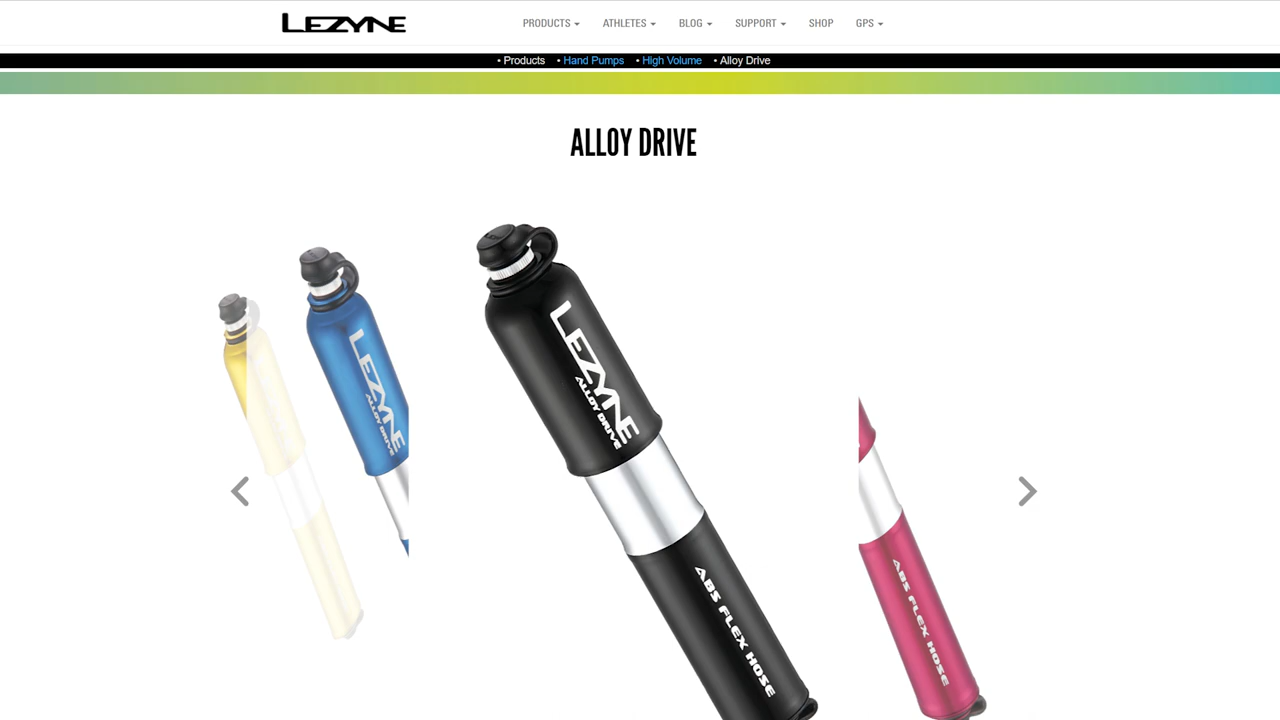 LEZYNE
PRODUCTS ATHLETES BLOG SUPPORT SHOP GPS
• Products • Hand Pumps • High Volume • Alloy Drive
ALLOY DRIVE
LEZYNE
ALLOY DRIVE
LEZYNE
ALLOY DRIVE
ABS FLEX HOSE
ABS FLEX HOSE